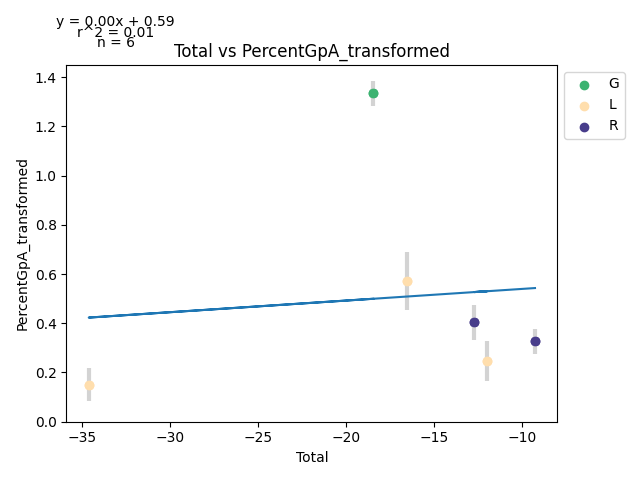 y = 0.00x + 0.59
r^2 = 0.01
n = 6
Total vs PercentGpA_transformed
G
L
R
PercentGpA_transformed
1.4
1.2
1.0
0.8
0.6
0.4
0.2
0.0
−35
−30
−25
−20
−15
−10
Total